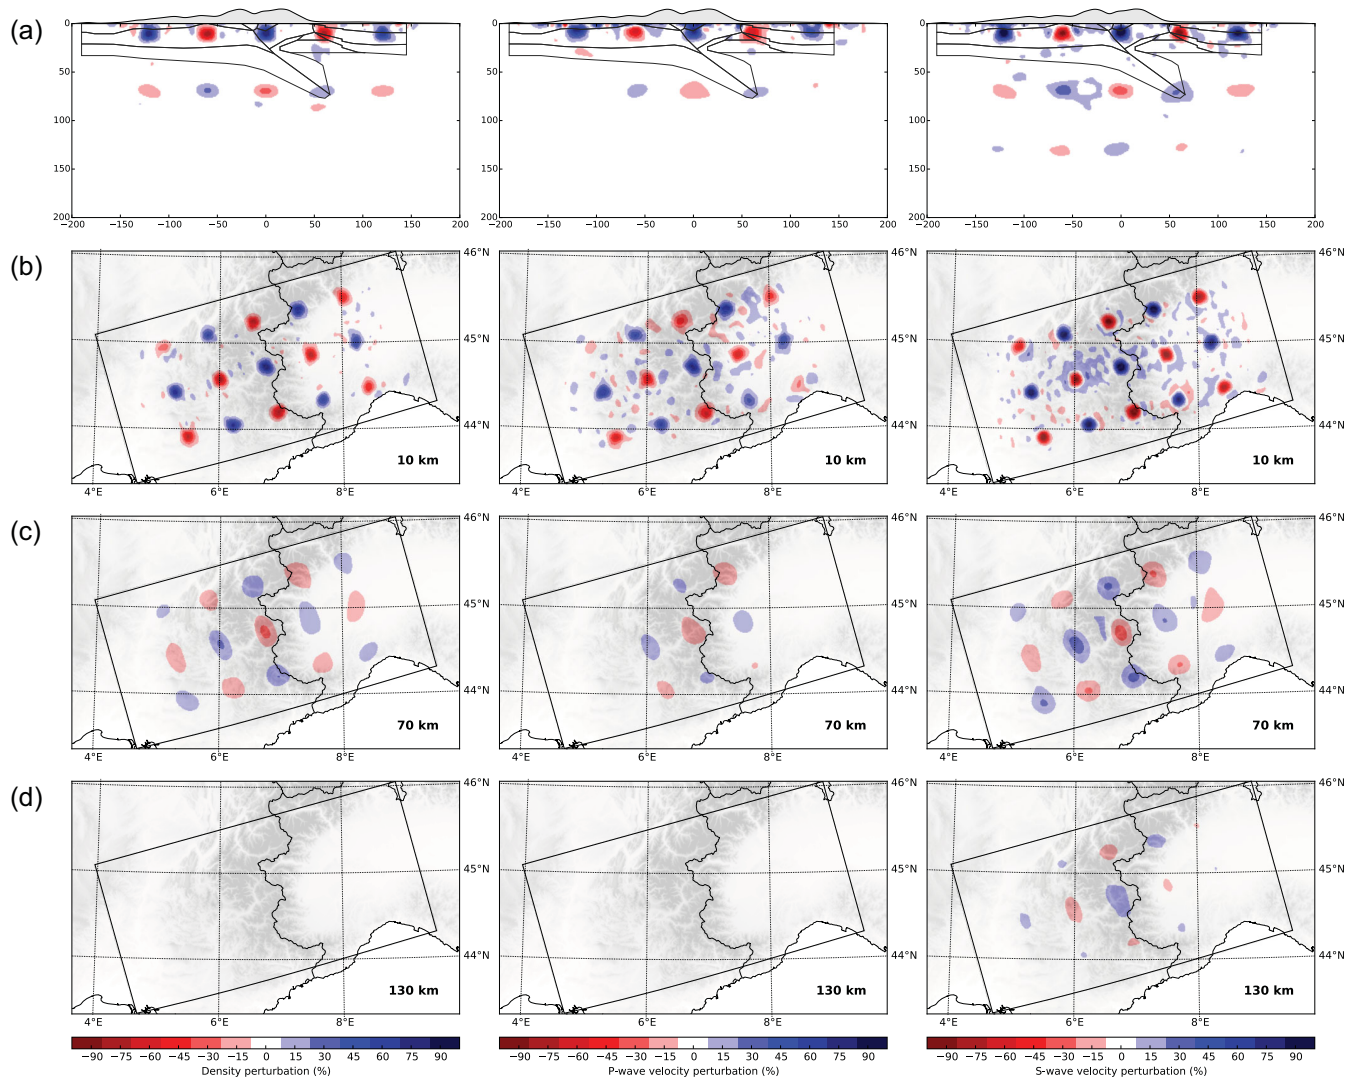 (a)
0 0 0
50 50 50
100 100 100
150 150 150
200 200 200
−200 −150 −100 −50 0 50 100 150 200 −200 −150 −100 −50 0 50 100 150 200 −200 −150 −100 −50 0 50 100 150 200
(b)
46°N 46°N 46°N
45°N 45°N 45°N
44°N 44°N 44°N
10 km 10 km 10 km
4°E 6°E 8°E 4°E 6°E 8°E 4°E 6°E 8°E
(c)
46°N 46°N 46°N
45°N 45°N 45°N
44°N 44°N 44°N
70 km 70 km 70 km
4°E 6°E 8°E 4°E 6°E 8°E 4°E 6°E 8°E
(d)
46°N 46°N 46°N
45°N 45°N 45°N
44°N 44°N 44°N
130 km 130 km 130 km
4°E 6°E 8°E 4°E 6°E 8°E 4°E 6°E 8°E
−90 −75 −60 −45 −30 −15 0 15 30 45 60 75 90 −90 −75 −60 −45 −30 −15 0 15 30 45 60 75 90 −90 −75 −60 −45 −30 −15 0 15 30 45 60 75 90
Density perturbation (%) P-wave velocity perturbation (%) S-wave velocity perturbation (%)